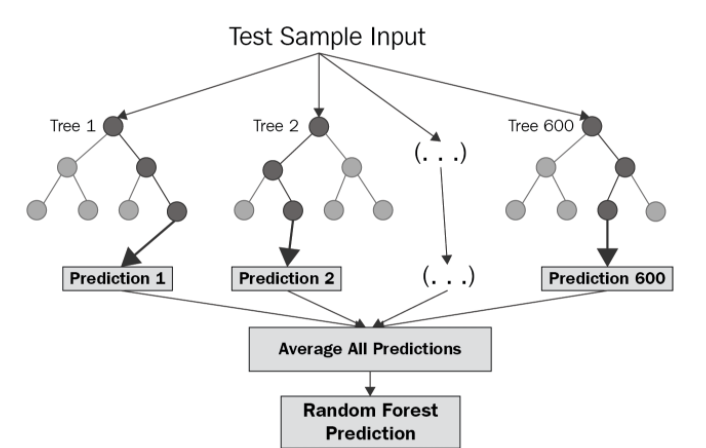 Test Sample Input
Tree 1
Tree 2
Tree 600
(. . .)
Prediction 1
Prediction 2
(. . .)
Prediction 600
Average All Predictions
Random Forest
Prediction